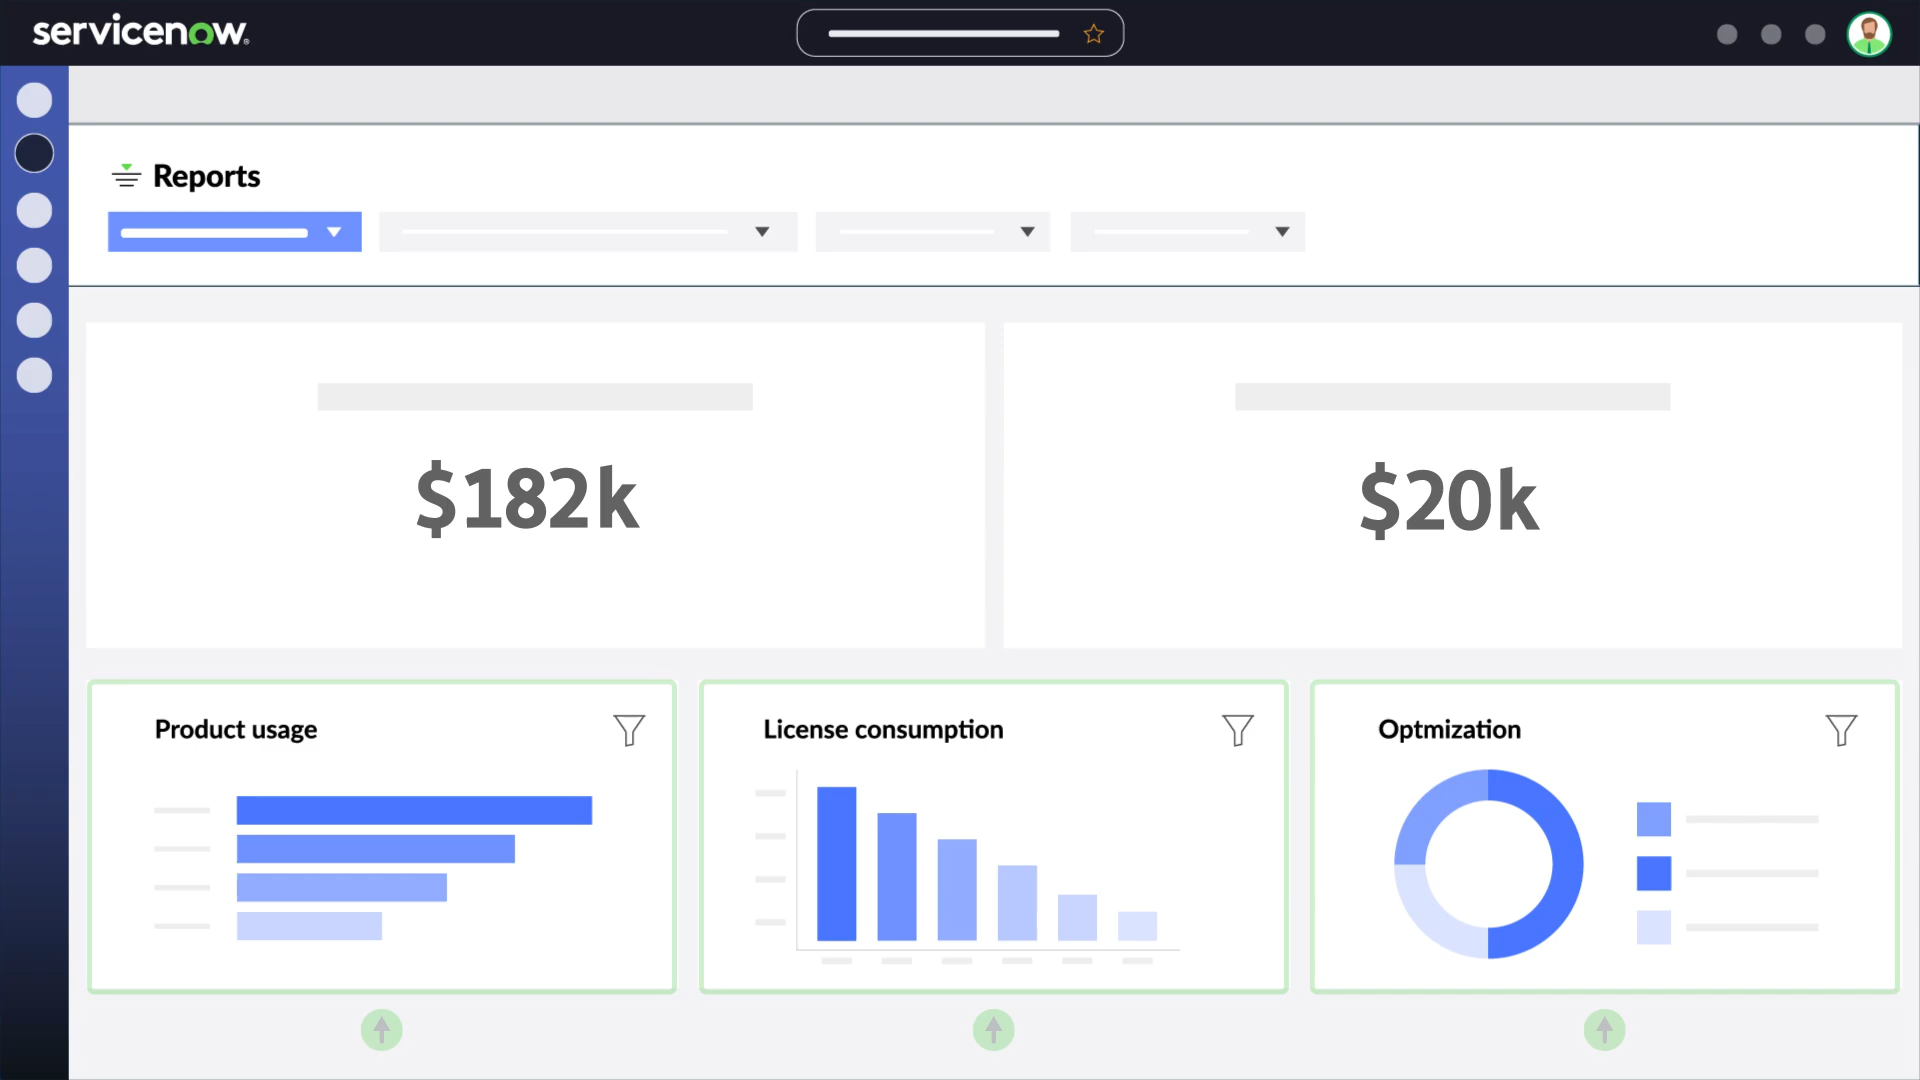 servicenow®
Reports
$182k
$20k
Product usage
License consumption
Optmization